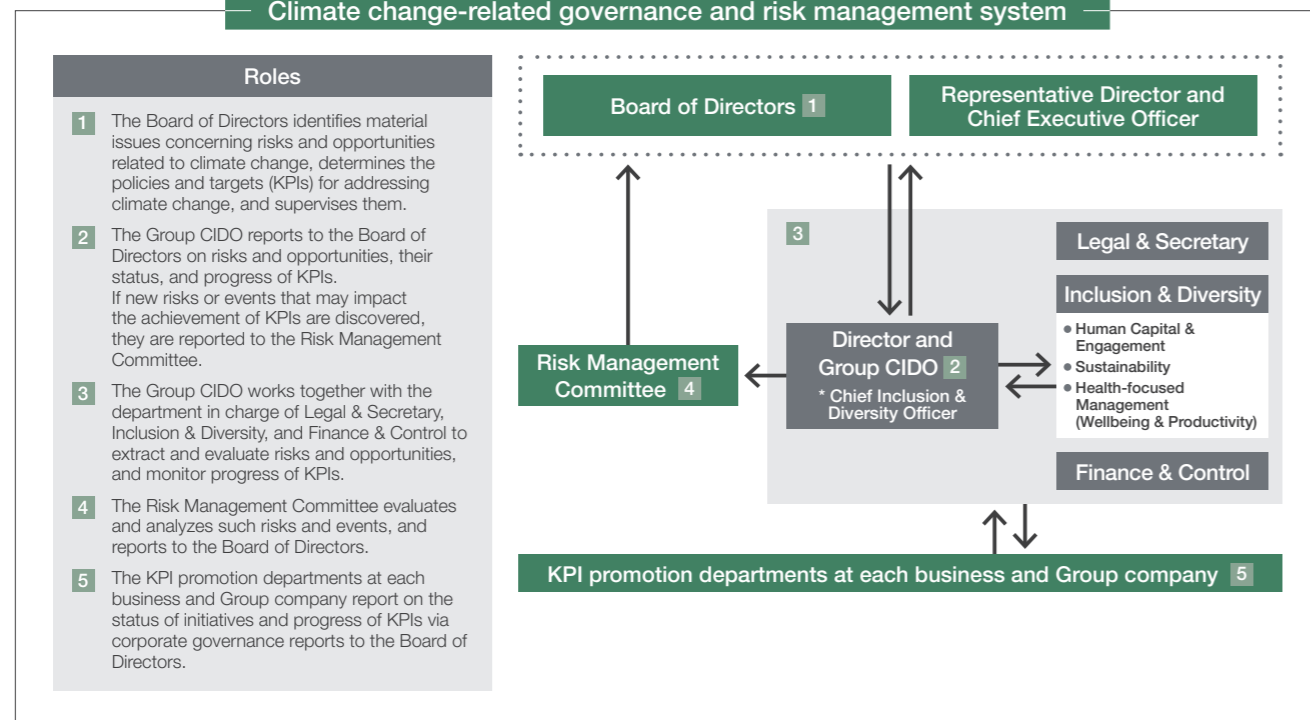 Climate change-related governance and risk management system
Roles
1 The Board of Directors identifies material
issues concerning risks and opportunities
related to climate change, determines the
policies and targets (KPIs) for addressing
climate change, and supervises them.
2 The Group CIDO reports to the Board of
Directors on risks and opportunities, their
status, and progress of KPIs.
If new risks or events that may impact
the achievement of KPIs are discovered,
they are reported to the Risk Management
Committee.
3 The Group CIDO works together with the
department in charge of Legal & Secretary,
Inclusion & Diversity, and Finance & Control to
extract and evaluate risks and opportunities,
and monitor progress of KPIs.
4 The Risk Management Committee evaluates
and analyzes such risks and events, and
reports to the Board of Directors.
5 The KPI promotion departments at each
business and Group company report on the
status of initiatives and progress of KPIs via
corporate governance reports to the Board of
Directors.
Board of Directors 1
Representative Director and
Chief Executive Officer
3
Legal & Secretary
Inclusion & Diversity
● Human Capital &
Engagement
● Sustainability
● Health-focused
Management
(Wellbeing & Productivity)
Finance & Control
Director and
Group CIDO 2
* Chief Inclusion &
Diversity Officer
Risk Management
Committee 4
KPI promotion departments at each business and Group company 5